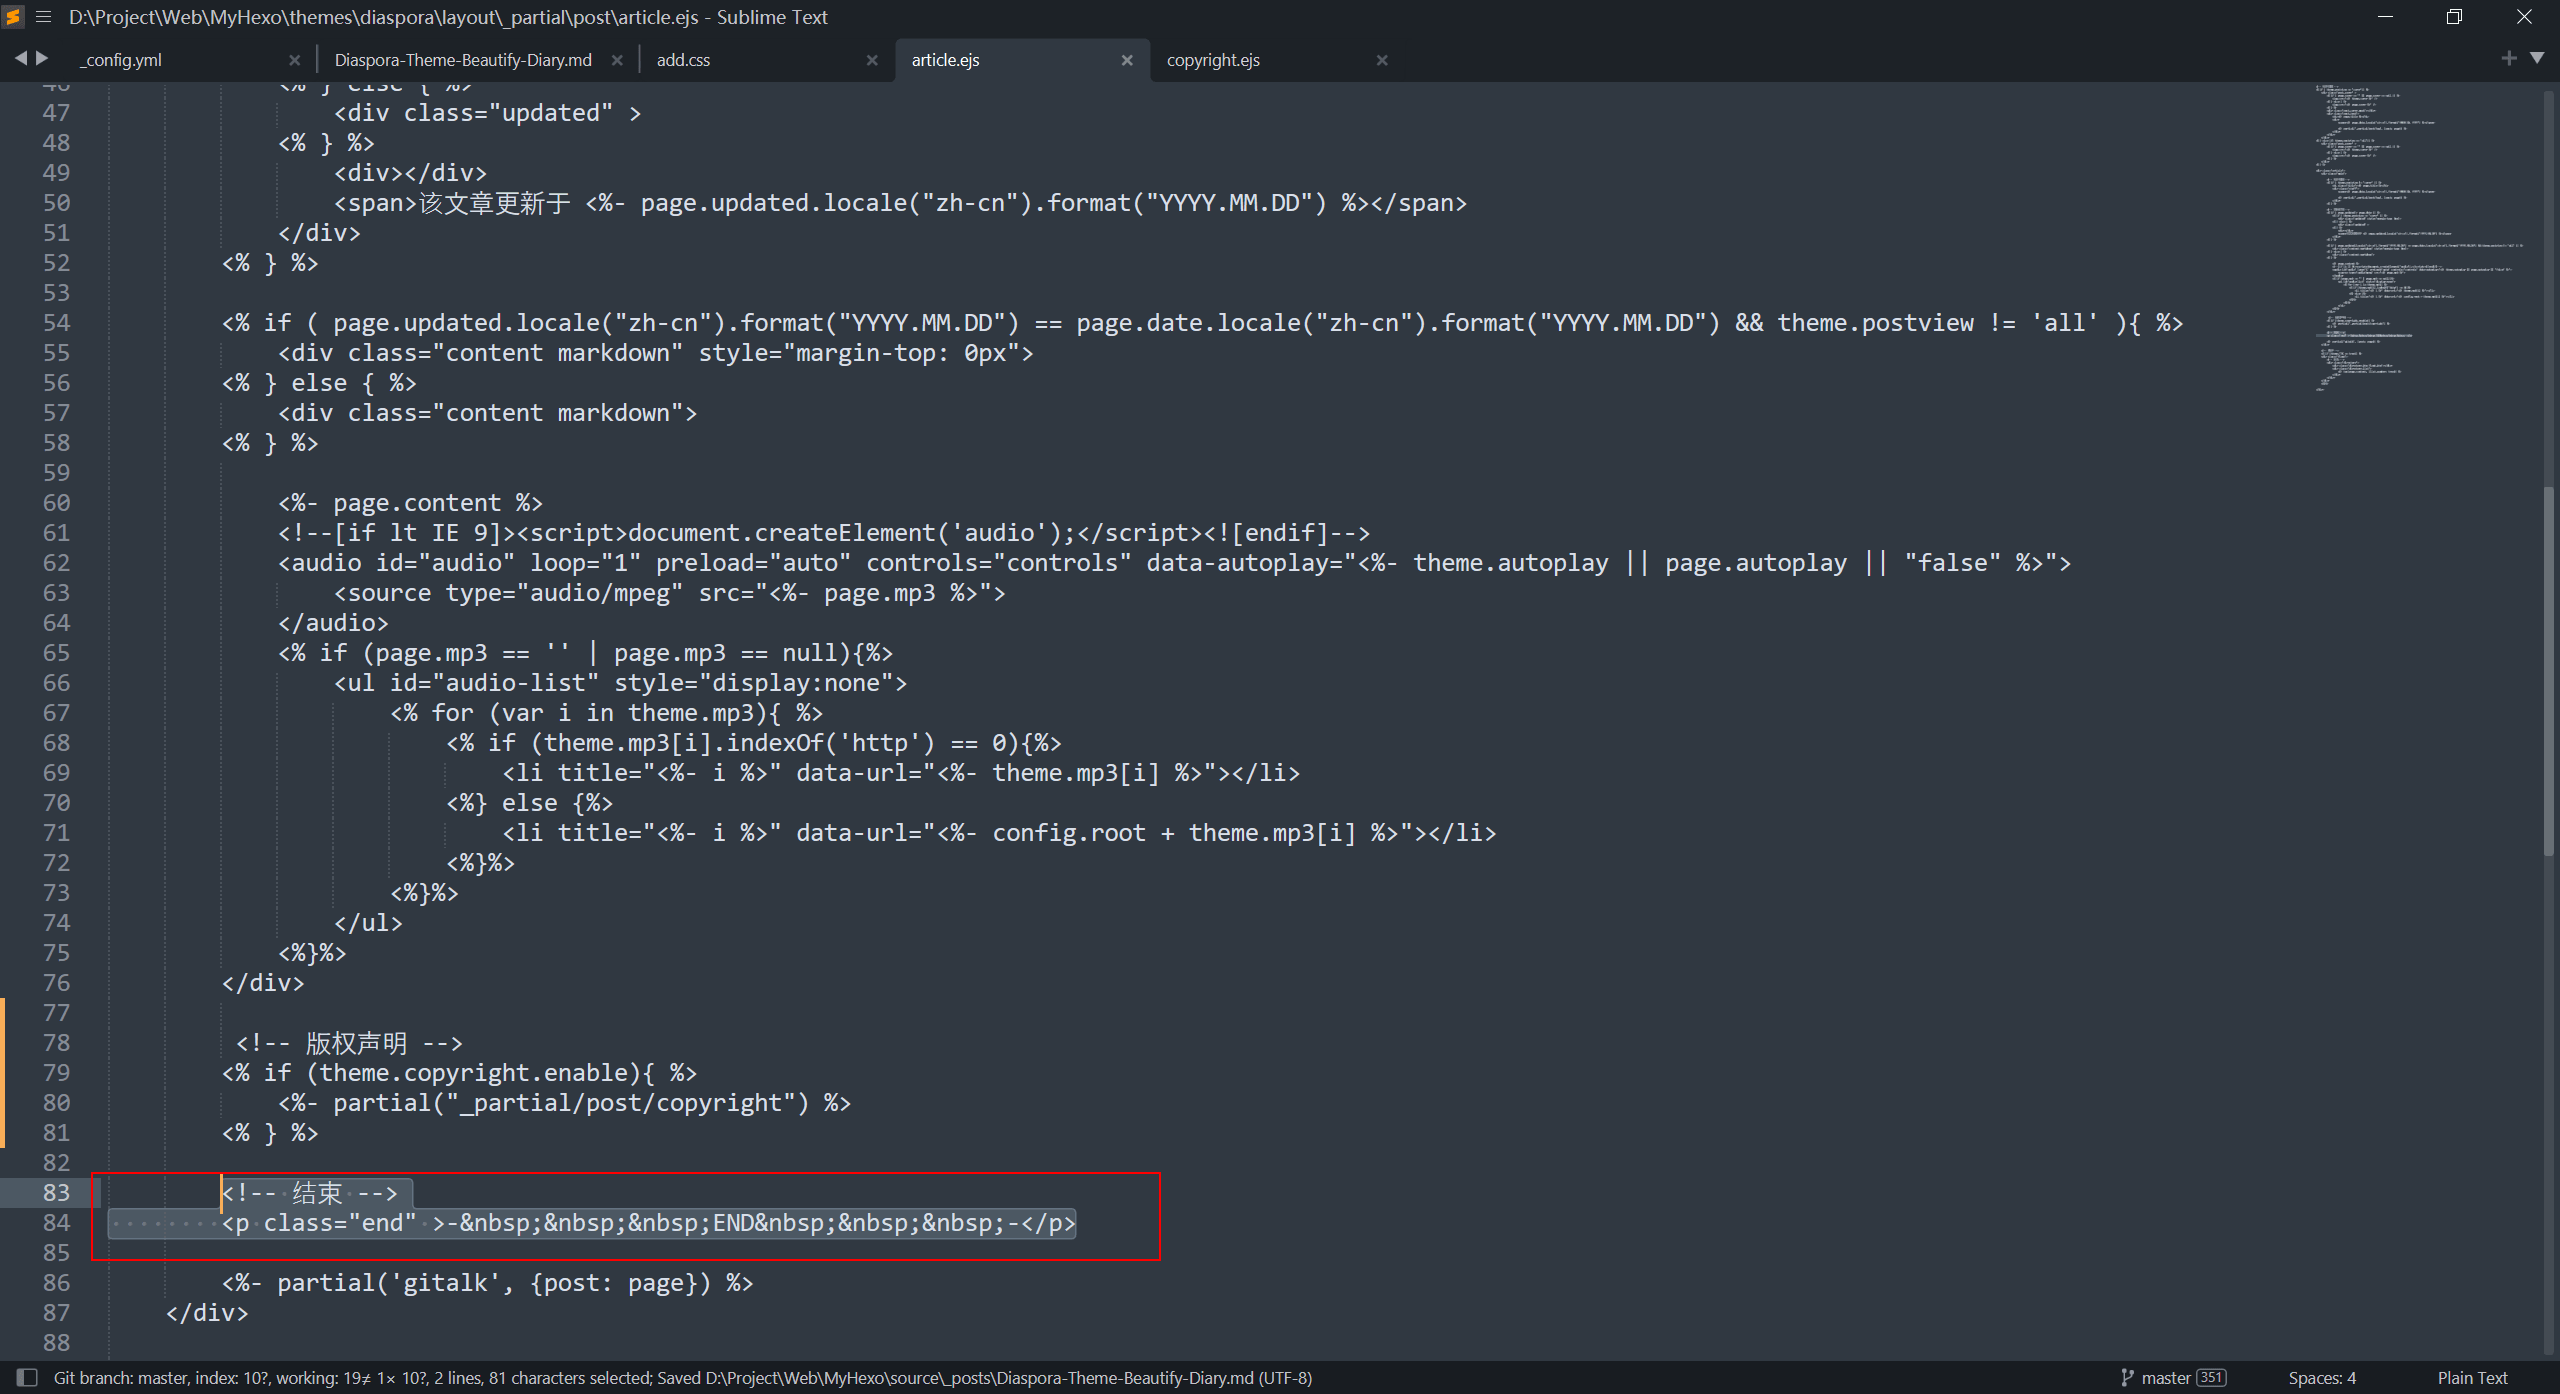 D:\Project\Web\MyHexo\themes\diaspora\layout\_partial\post\article.ejs - Sublime Text
_config.yml Diaspora-Theme-Beautify-Diary.md add.css article.ejs copyright.ejs
46 <% } else { %>
47 <div class="updated" >
48 <% } %>
49 <div></div>
50 <span>该文章更新于 <%- page.updated.locale("zh-cn").format("YYYY.MM.DD") %></span>
51 </div>
52 <% } %>
53
54 <% if ( page.updated.locale("zh-cn").format("YYYY.MM.DD") == page.date.locale("zh-cn").format("YYYY.MM.DD") && theme.postview != 'all' ){ %>
55 <div class="content markdown" style="margin-top: 0px">
56 <% } else { %>
57 <div class="content markdown">
58 <% } %>
59
60 <%- page.content %>
61 <!--[if lt IE 9]><script>document.createElement('audio');</script><![endif]-->
62 <audio id="audio" loop="1" preload="auto" controls="controls" data-autoplay="<%- theme.autoplay || page.autoplay || "false" %>">
63 <source type="audio/mpeg" src="<%- page.mp3 %>">
64 </audio>
65 <% if (page.mp3 == '' | page.mp3 == null){%>
66 <ul id="audio-list" style="display:none">
67 <% for (var i in theme.mp3){ %>
68 <% if (theme.mp3[i].indexOf('http') == 0){%>
69 <li title="<%- i %>" data-url="<%- theme.mp3[i] %>"></li>
70 <%} else {%>
71 <li title="<%- i %>" data-url="<%- config.root + theme.mp3[i] %>"></li>
72 <%}%>
73 <%}%>
74 </ul>
75 <%}%>
76 </div>
77
78 <!-- 版权声明 -->
79 <% if (theme.copyright.enable){ %>
80 <%- partial("_partial/post/copyright") %>
81 <% } %>
82
83 <!-- 结束 -->
84 <p class="end" >-&nbsp;&nbsp;&nbsp;END&nbsp;&nbsp;&nbsp;-</p>
85
86 <%- partial('gitalk', {post: page}) %>
87 </div>
88
Git branch: master, index: 10?, working: 19≠ 1× 10?, 2 lines, 81 characters selected; Saved D:\Project\Web\MyHexo\source\_posts\Diaspora-Theme-Beautify-Diary.md (UTF-8) master 351 Spaces: 4 Plain Text